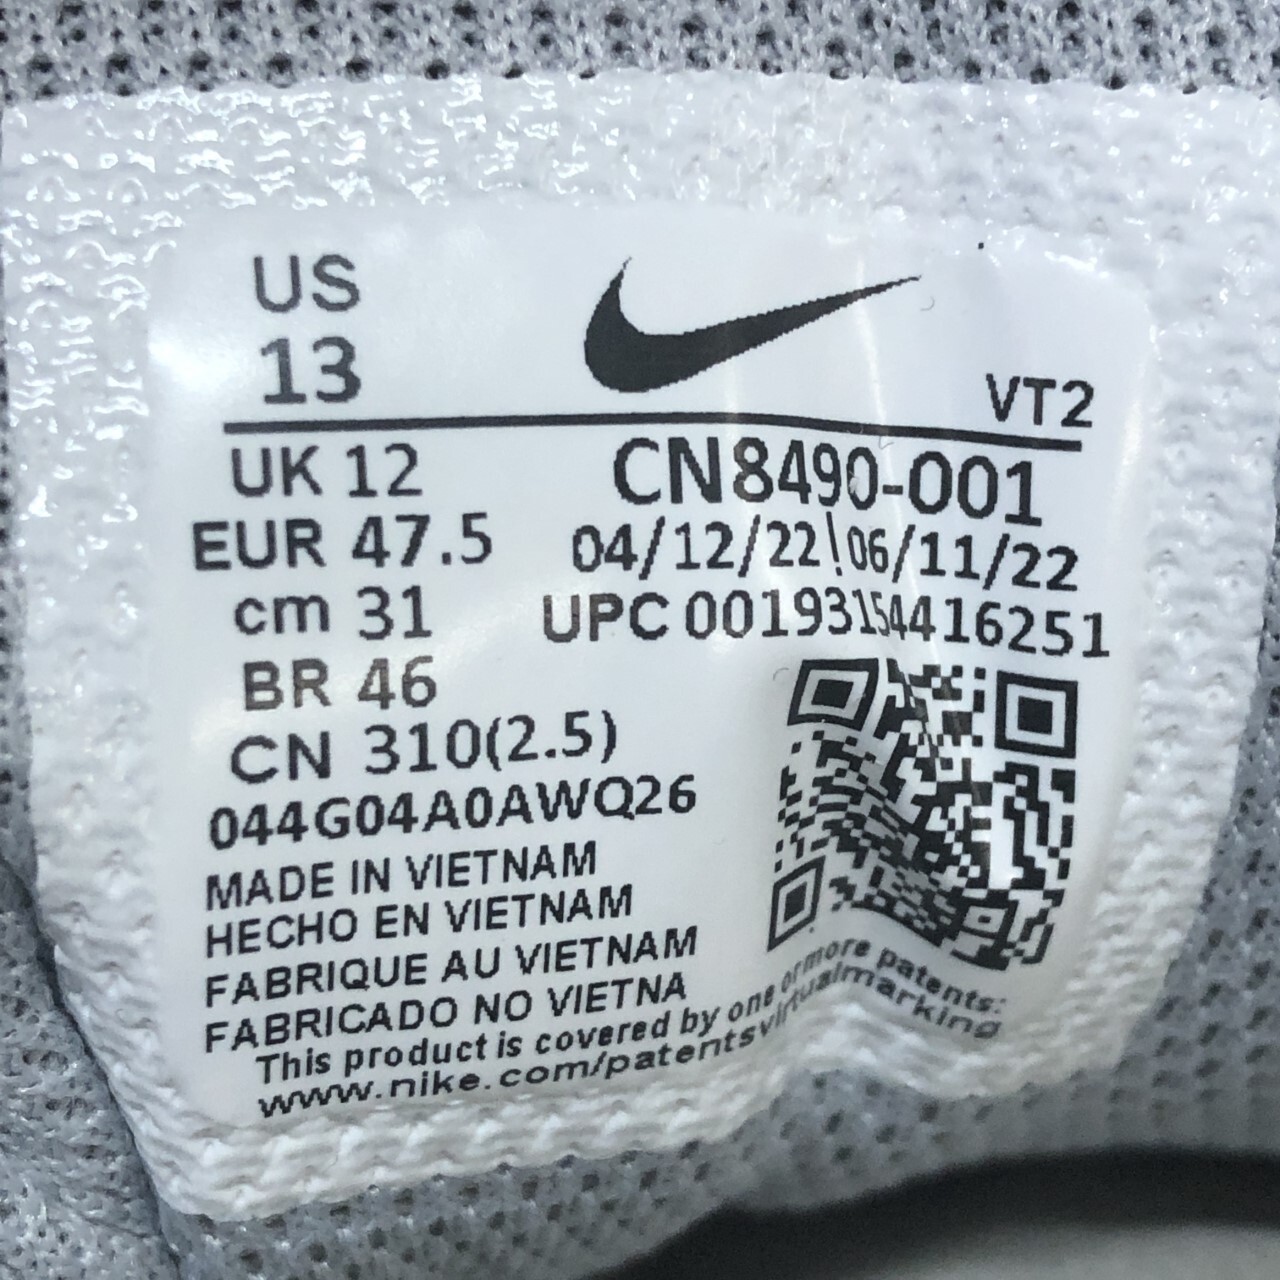 US
13
VT2
UK 12
CN8490-001
EUR 47.5
04/12/22!06/11/22
cm 31
UPC 00193154416251
BR 46
CN 310(2.5)
044G04A0AWQ26
MADE IN VIETNAM
HECHO EN VIETNAM
FABRIQUE AU VIETNAM
FABRICADO NO VIETNA
This product is covered by one or more patents:
www.nike.com/patentsvirtualmarking